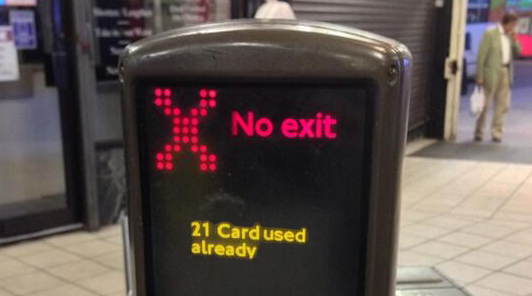 No exit
21 Card used
already